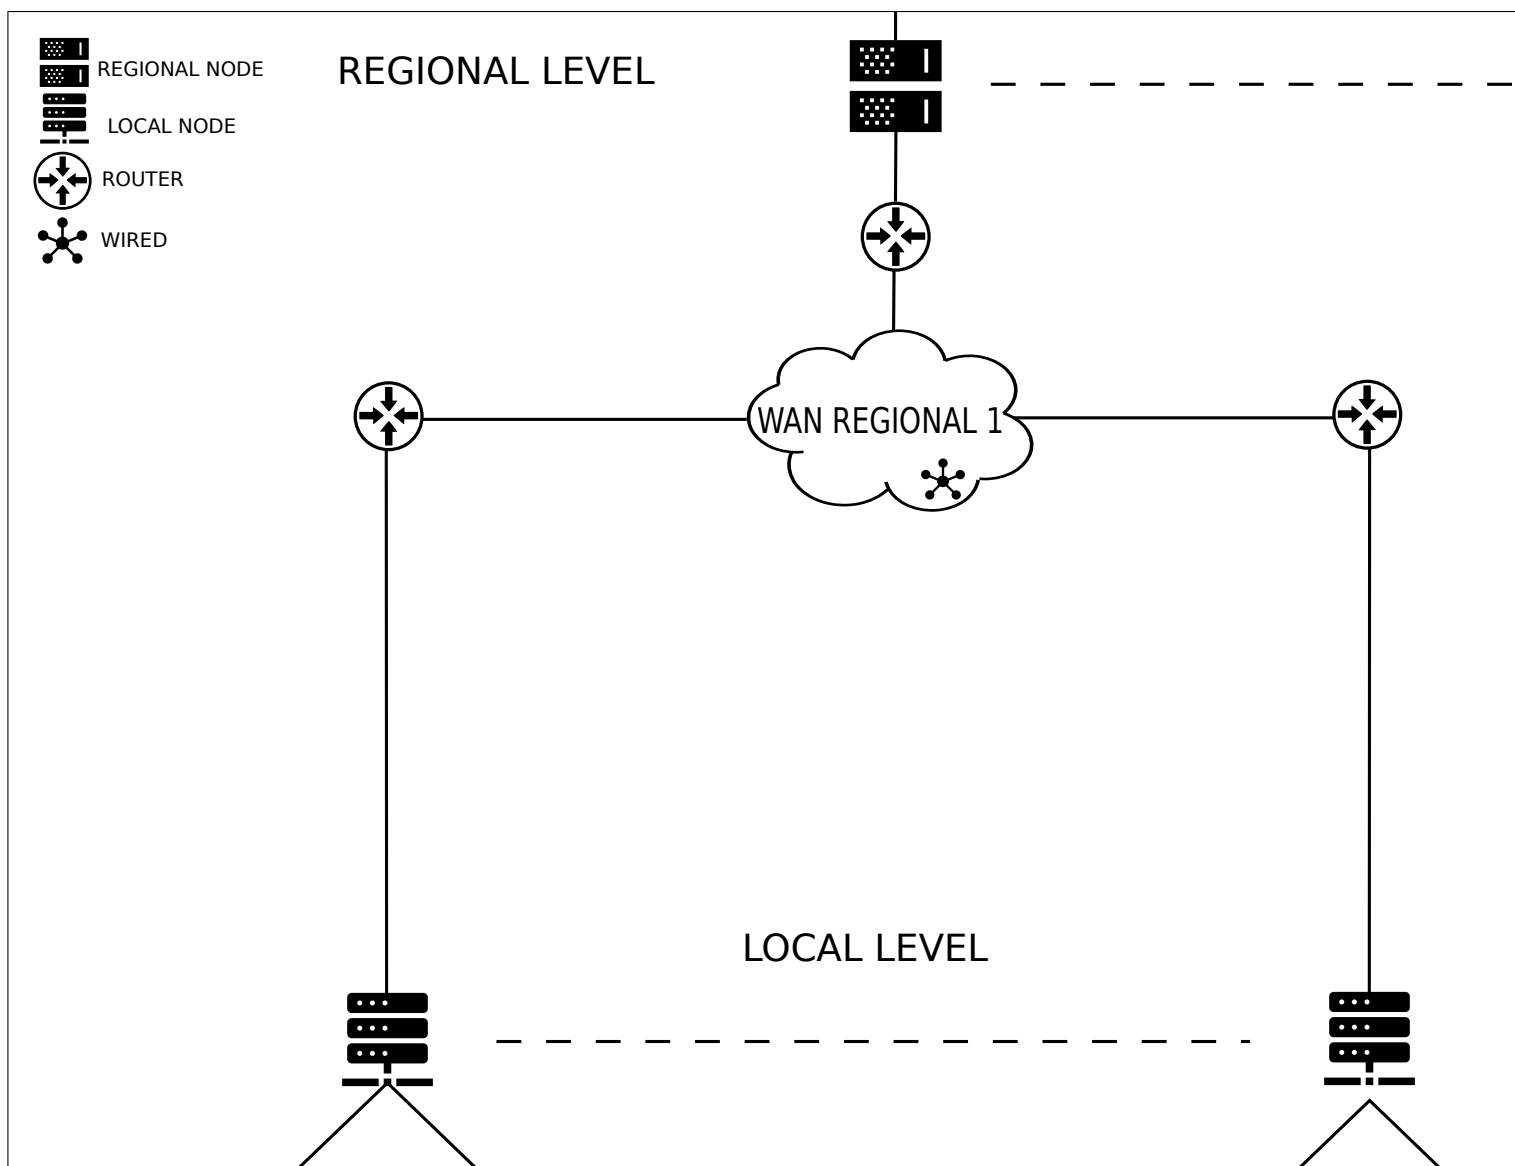 REGIONAL NODE
REGIONAL LEVEL
LOCAL NODE
ROUTER
WIRED
WAN REGIONAL 1
LOCAL LEVEL